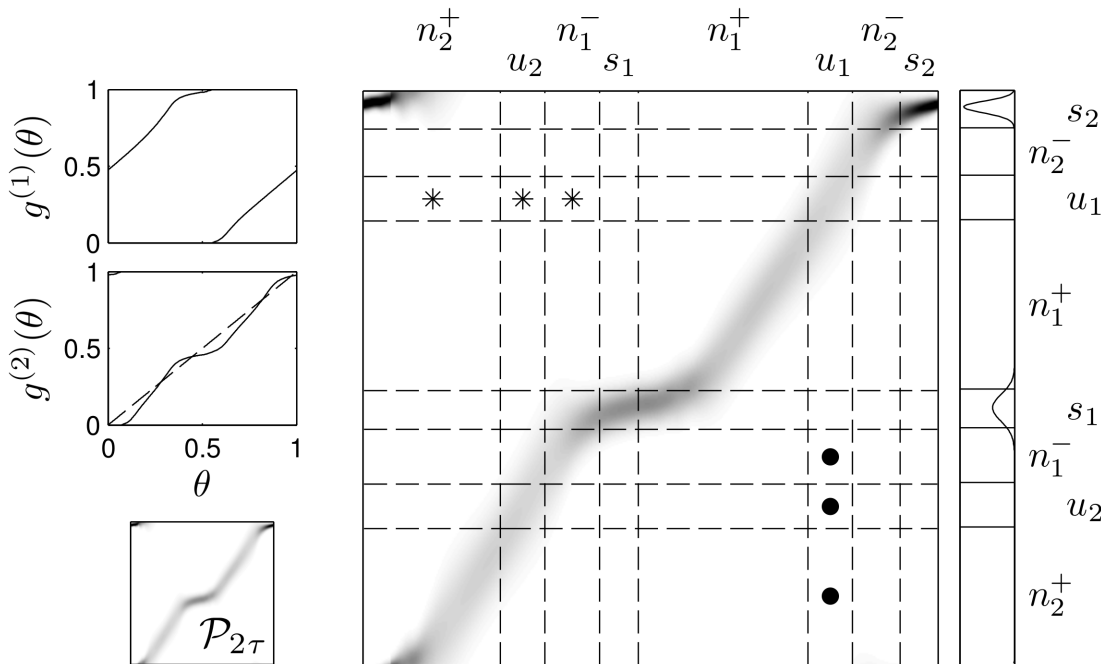 n₂⁺ n₁⁻ n₁⁺ n₂⁻
u₂ s₁ u₁ s₂
1
0.5
0
g⁽¹⁾(θ)
1
0.5
0
g⁽²⁾(θ)
0 0.5 1
θ
𝒫₂τ
s₂
n₂⁻
u₁
n₁⁺
s₁
n₁⁻
u₂
n₂⁺